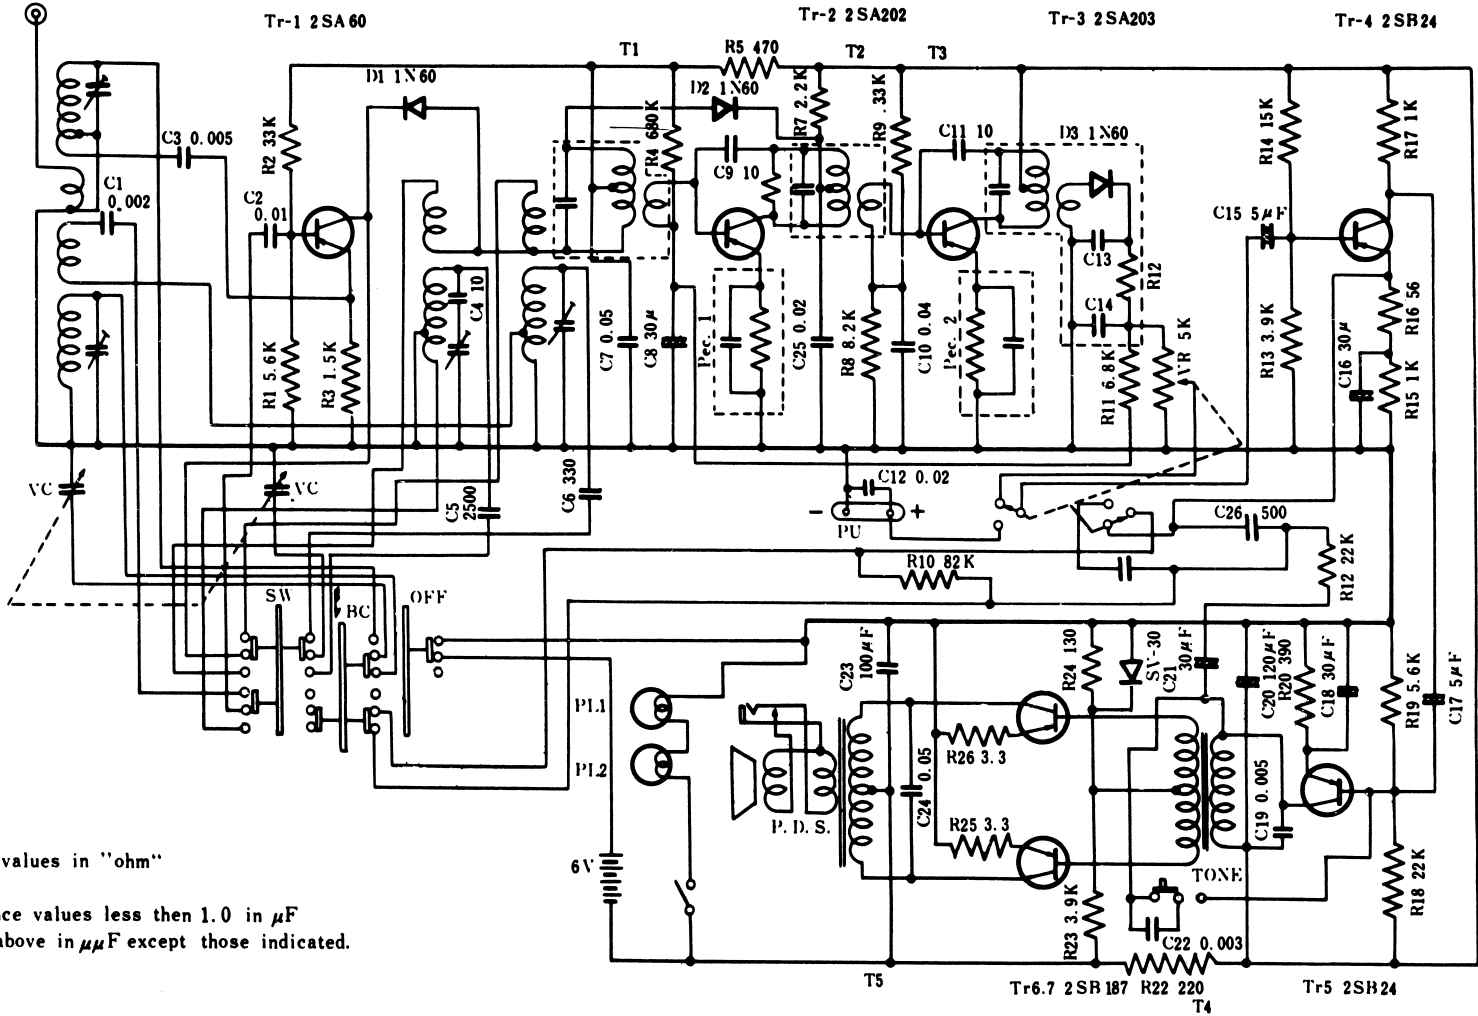 Tr-1 2SA60
Tr-2 2SA202
Tr-3 2SA203
Tr-4 2SB24
T1
R5 470
T2
T3
D1 1N60
D2 1N60
R7 2.2K
R9 .33K
C11 10
D3 1N60
R14 15K
R17 1K
R2 33K
C3 0.005
R4 680K
C9 10
C1
0.002
C2
0.01
C15 5μF
C13
R12
C4 10
C14
R16 56
R1 5.6K
R3 1.5K
C7 0.05
C8 30μ
Pec. 1
C25 0.02
R8 8.2K
C10 0.04
Pec. 2
R11 6.8K
VR 5K
R13 3.9K
C16 30μ
R15 1K
VC
VC
C5
2500
C6 330
C12 0.02
-
PU
+
C26 500
R10 82K
R12 22K
SW
BC
OFF
C23
100μF
R24 130
SV-30
C21
30μF
C20 120μF
R20 390
C18 30μF
R19 5.6K
C17 5μF
PL1
PL2
R26 3.3
C24 0.05
R25 3.3
C19 0.005
P. D. S.
6V
TONE
R18 22K
R23 3.9K
C22 0.003
values in "ohm"
ce values less then 1.0 in μF
above in μμF except those indicated.
T5
Tr6.7 2SB187
R22 220
T4
Tr5 2SB24